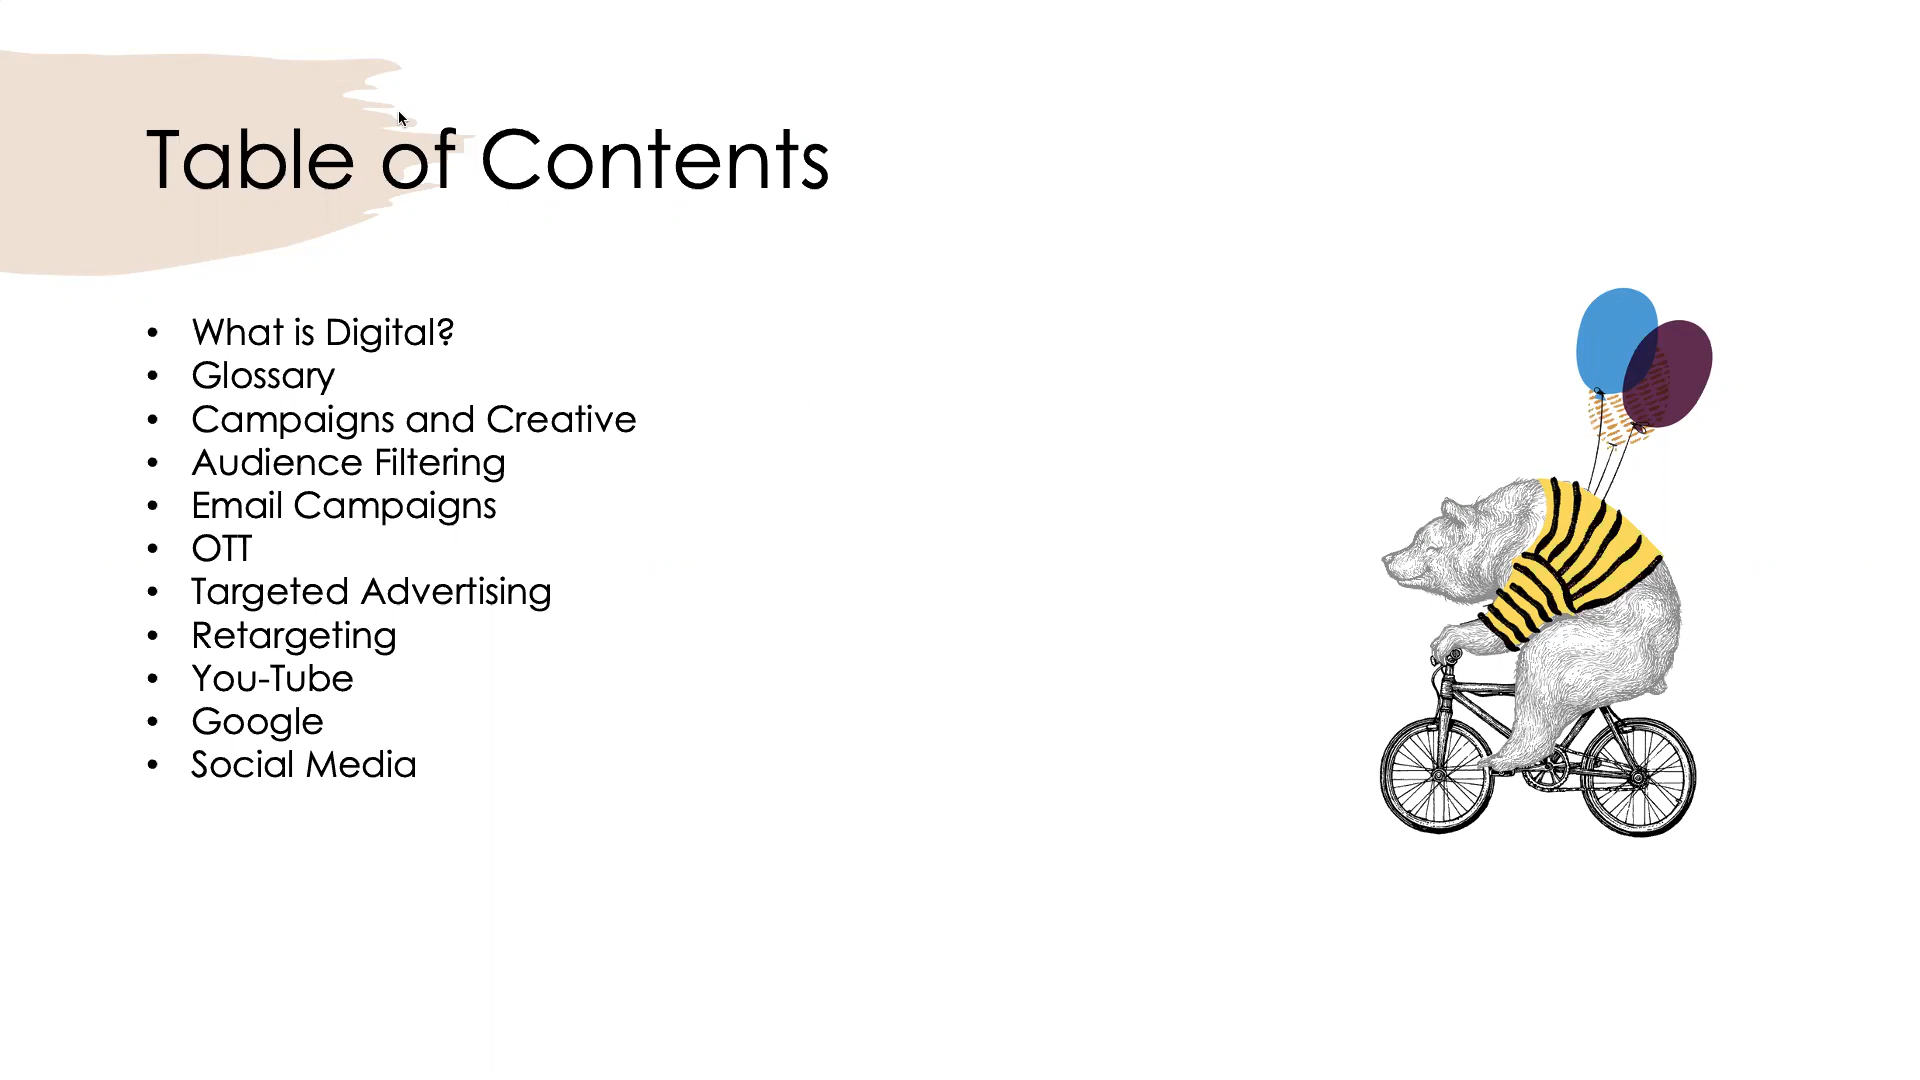 Table of Contents
• What is Digital?
• Glossary
• Campaigns and Creative
• Audience Filtering
• Email Campaigns
• OTT
• Targeted Advertising
• Retargeting
• You-Tube
• Google
• Social Media